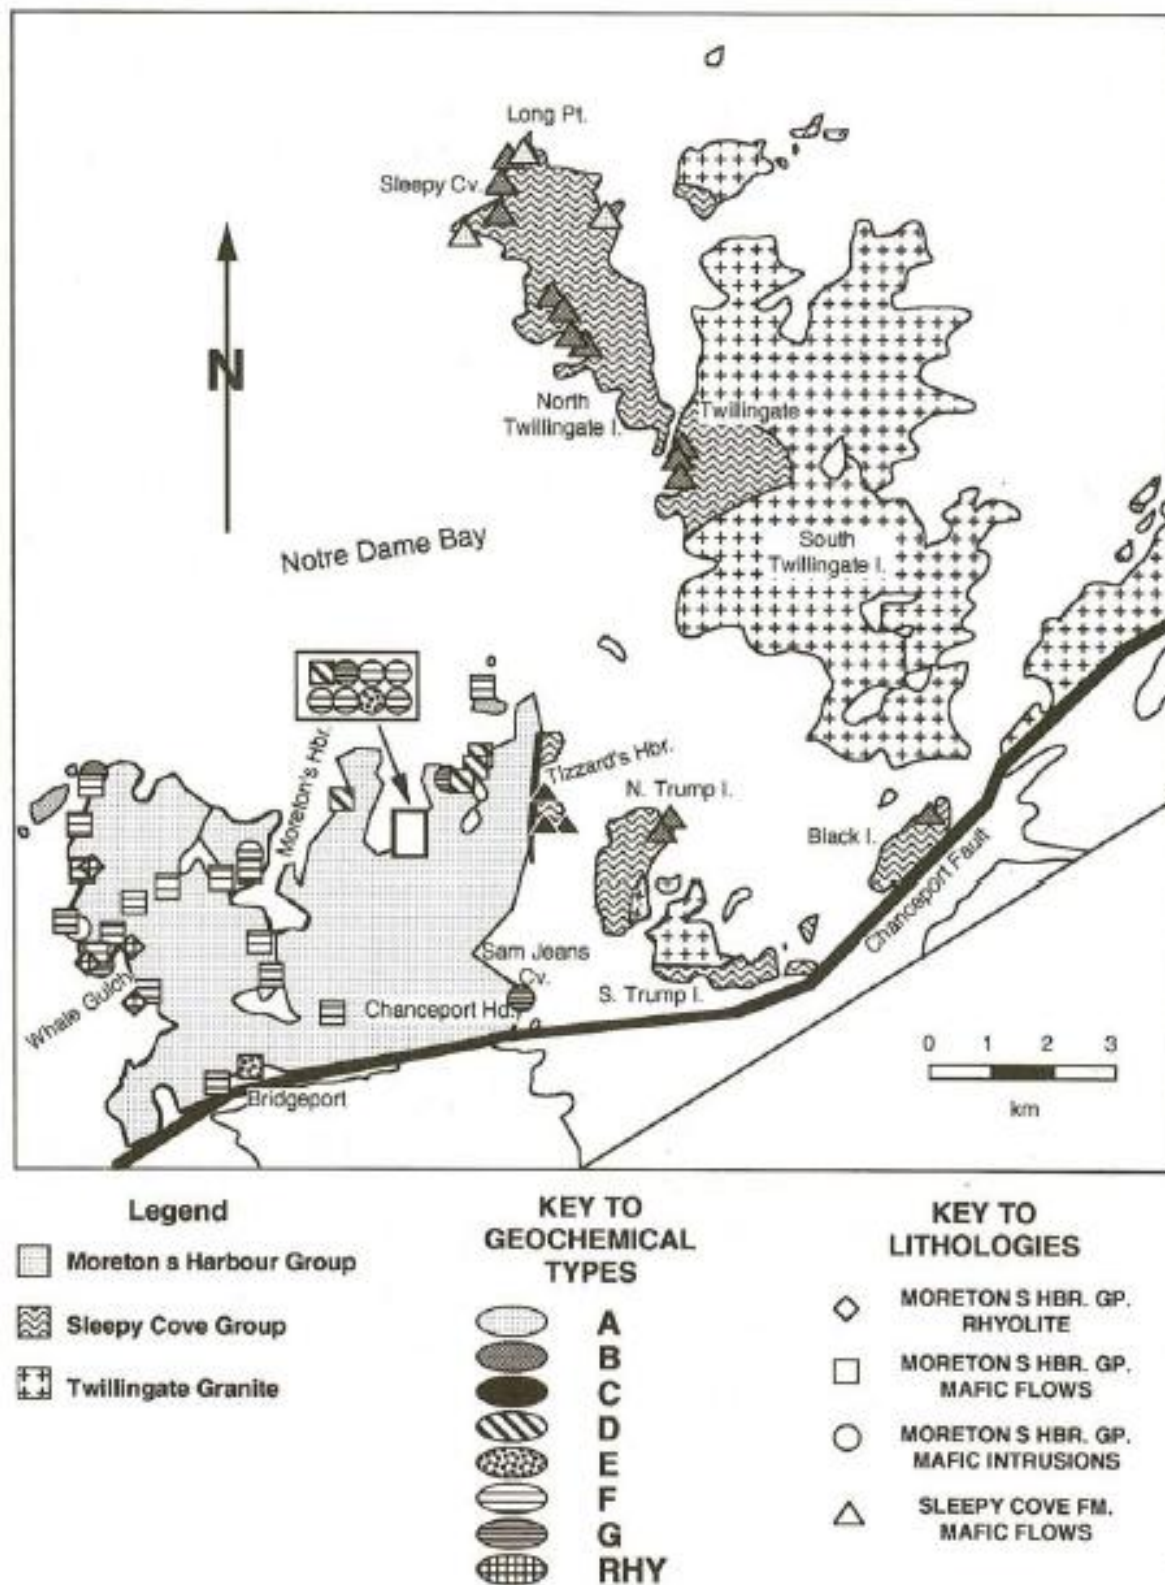 Long Pt.
Sleepy Cv.
N
North
Twillingate I.
Twillingate
South
Twillingate I.
Notre Dame Bay
Moreton's Hbr.
Tizzard's Hbr.
N. Trump I.
Black I.
Chanceport Fault
Sam Jeans
Cv.
S. Trump I.
Whale Gulch
Chanceport Hd.
Bridgeport
0 1 2 3
km
Legend
Moreton s Harbour Group
Sleepy Cove Group
Twillingate Granite
KEY TO
GEOCHEMICAL
TYPES
A
B
C
D
E
F
G
RHY
KEY TO
LITHOLOGIES
MORETON S HBR. GP.
RHYOLITE
MORETON S HBR. GP.
MAFIC FLOWS
MORETON S HBR. GP.
MAFIC INTRUSIONS
SLEEPY COVE FM.
MAFIC FLOWS